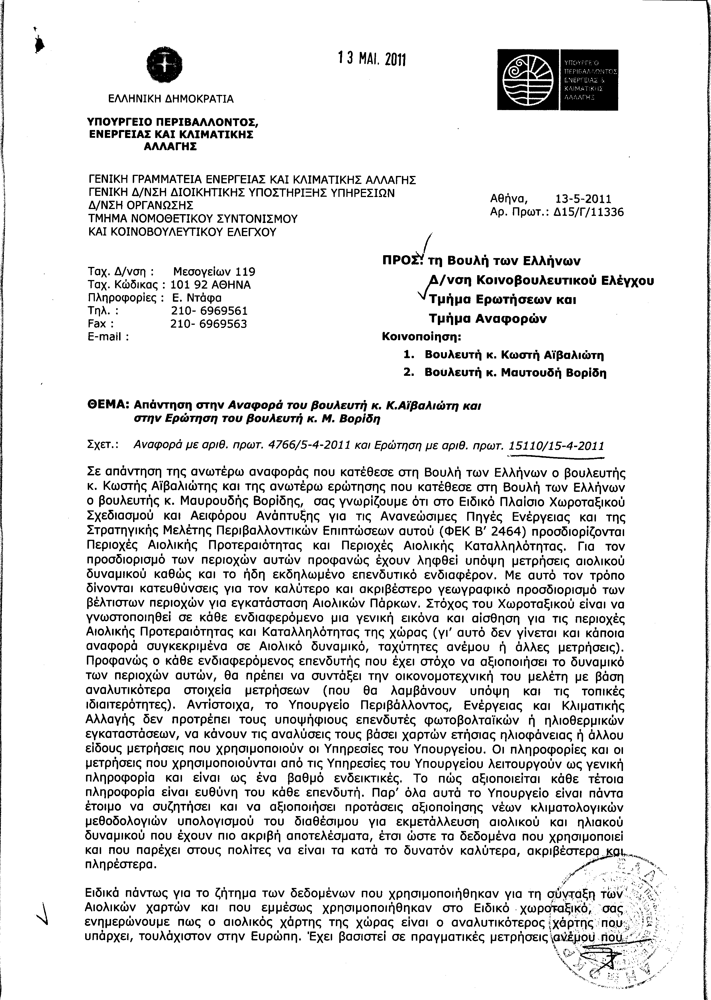 13 ΜΑΙ. 2011
ΥΠΟΥΡΓΕΙΟ
ΠΕΡΙΒΑΛΛΟΝΤΟΣ
ΕΝΕΡΓΕΙΑΣ &
ΚΛΙΜΑΤΙΚΗΣ
ΑΛΛΑΓΗΣ
ΕΛΛΗΝΙΚΗ ΔΗΜΟΚΡΑΤΙΑ
ΥΠΟΥΡΓΕΙΟ ΠΕΡΙΒΑΛΛΟΝΤΟΣ,
ΕΝΕΡΓΕΙΑΣ ΚΑΙ ΚΛΙΜΑΤΙΚΗΣ
ΑΛΛΑΓΗΣ
ΓΕΝΙΚΗ ΓΡΑΜΜΑΤΕΙΑ ΕΝΕΡΓΕΙΑΣ ΚΑΙ ΚΛΙΜΑΤΙΚΗΣ ΑΛΛΑΓΗΣ
ΓΕΝΙΚΗ Δ/ΝΣΗ ΔΙΟΙΚΗΤΙΚΗΣ ΥΠΟΣΤΗΡΙΞΗΣ ΥΠΗΡΕΣΙΩΝ
Δ/ΝΣΗ ΟΡΓΑΝΩΣΗΣ
ΤΜΗΜΑ ΝΟΜΟΘΕΤΙΚΟΥ ΣΥΝΤΟΝΙΣΜΟΥ
ΚΑΙ ΚΟΙΝΟΒΟΥΛΕΥΤΙΚΟΥ ΕΛΕΓΧΟΥ
Αθήνα, 13-5-2011
Αρ. Πρωτ.: Δ15/Γ/11336
Ταχ. Δ/νση : Μεσογείων 119
Ταχ. Κώδικας : 101 92 ΑΘΗΝΑ
Πληροφορίες : Ε. Ντάφα
Τηλ. : 210- 6969561
Fax : 210- 6969563
E-mail :
ΠΡΟΣ: τη Βουλή των Ελλήνων
Δ/νση Κοινοβουλευτικού Ελέγχου
Τμήμα Ερωτήσεων και
Τμήμα Αναφορών
Κοινοποίηση:
1. Βουλευτή κ. Κωστή Αϊβαλιώτη
2. Βουλευτή κ. Μαυτουδή Βορίδη
ΘΕΜΑ: Απάντηση στην Αναφορά του βουλευτή κ. Κ.Αϊβαλιώτη και
στην Ερώτηση του βουλευτή κ. Μ. Βορίδη
Σχετ.: Αναφορά με αριθ. πρωτ. 4766/5-4-2011 και Ερώτηση με αριθ. πρωτ. 15110/15-4-2011
Σε απάντηση της ανωτέρω αναφοράς που κατέθεσε στη Βουλή των Ελλήνων ο βουλευτής
κ. Κωστής Αϊβαλιώτης και της ανωτέρω ερώτησης που κατέθεσε στη Βουλή των Ελλήνων
ο βουλευτής κ. Μαυρουδής Βορίδης, σας γνωρίζουμε ότι στο Ειδικό Πλαίσιο Χωροταξικού
Σχεδιασμού και Αειφόρου Ανάπτυξης για τις Ανανεώσιμες Πηγές Ενέργειας και της
Στρατηγικής Μελέτης Περιβαλλοντικών Επιπτώσεων αυτού (ΦΕΚ Β' 2464) προσδιορίζονται
Περιοχές Αιολικής Προτεραιότητας και Περιοχές Αιολικής Καταλληλότητας. Για τον
προσδιορισμό των περιοχών αυτών προφανώς έχουν ληφθεί υπόψη μετρήσεις αιολικού
δυναμικού καθώς και το ήδη εκδηλωμένο επενδυτικό ενδιαφέρον. Με αυτό τον τρόπο
δίνονται κατευθύνσεις για τον καλύτερο και ακριβέστερο γεωγραφικό προσδιορισμό των
βέλτιστων περιοχών για εγκατάσταση Αιολικών Πάρκων. Στόχος του Χωροταξικού είναι να
γνωστοποιηθεί σε κάθε ενδιαφερόμενο μια γενική εικόνα και αίσθηση για τις περιοχές
Αιολικής Προτεραιότητας και Καταλληλότητας της χώρας (γι' αυτό δεν γίνεται και κάποια
αναφορά συγκεκριμένα σε Αιολικό δυναμικό, ταχύτητες ανέμου ή άλλες μετρήσεις).
Προφανώς ο κάθε ενδιαφερόμενος επενδυτής που έχει στόχο να αξιοποιήσει το δυναμικό
των περιοχών αυτών, θα πρέπει να συντάξει την οικονομοτεχνική του μελέτη με βάση
αναλυτικότερα στοιχεία μετρήσεων (που θα λαμβάνουν υπόψη και τις τοπικές
ιδιαιτερότητες). Αντίστοιχα, το Υπουργείο Περιβάλλοντος, Ενέργειας και Κλιματικής
Αλλαγής δεν προτρέπει τους υποψήφιους επενδυτές φωτοβολταϊκών ή ηλιοθερμικών
εγκαταστάσεων, να κάνουν τις αναλύσεις τους βάσει χαρτών ετήσιας ηλιοφάνειας ή άλλου
είδους μετρήσεις που χρησιμοποιούν οι Υπηρεσίες του Υπουργείου. Οι πληροφορίες και οι
μετρήσεις που χρησιμοποιούνται από τις Υπηρεσίες του Υπουργείου λειτουργούν ως γενική
πληροφορία και είναι ως ένα βαθμό ενδεικτικές. Το πώς αξιοποιείται κάθε τέτοια
πληροφορία είναι ευθύνη του κάθε επενδυτή. Παρ' όλα αυτά το Υπουργείο είναι πάντα
έτοιμο να συζητήσει και να αξιοποιήσει προτάσεις αξιοποίησης νέων κλιματολογικών
μεθοδολογιών υπολογισμού του διαθέσιμου για εκμετάλλευση αιολικού και ηλιακού
δυναμικού που έχουν πιο ακριβή αποτελέσματα, έτσι ώστε τα δεδομένα που χρησιμοποιεί
και που παρέχει στους πολίτες να είναι τα κατά το δυνατόν καλύτερα, ακριβέστερα και
πληρέστερα.
Ειδικά πάντως για το ζήτημα των δεδομένων που χρησιμοποιήθηκαν για τη σύνταξη των
Αιολικών χαρτών και που εμμέσως χρησιμοποιήθηκαν στο Ειδικό χωροταξικό, σας
ενημερώνουμε πως ο αιολικός χάρτης της χώρας είναι ο αναλυτικότερος χάρτης που
υπάρχει, τουλάχιστον στην Ευρώπη. Έχει βασιστεί σε πραγματικές μετρήσεις ανέμου που